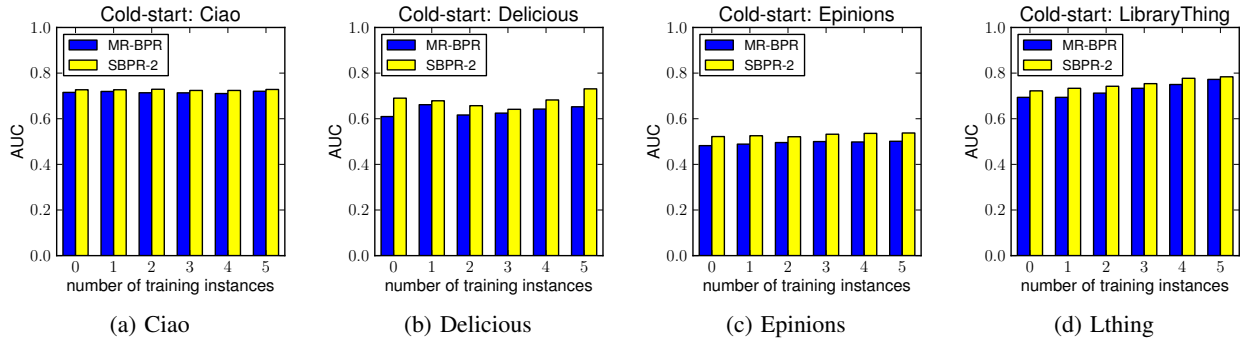 Cold-start: Ciao
1.0
0.8
0.6
0.4
0.2
0.0
AUC
MR-BPR
SBPR-2
0 1 2 3 4 5
number of training instances
(a) Ciao
Cold-start: Delicious
1.0
0.8
0.6
0.4
0.2
0.0
AUC
MR-BPR
SBPR-2
0 1 2 3 4 5
number of training instances
(b) Delicious
Cold-start: Epinions
1.0
0.8
0.6
0.4
0.2
0.0
AUC
MR-BPR
SBPR-2
0 1 2 3 4 5
number of training instances
(c) Epinions
Cold-start: LibraryThing
1.0
0.8
0.6
0.4
0.2
0.0
AUC
MR-BPR
SBPR-2
0 1 2 3 4 5
number of training instances
(d) Lthing